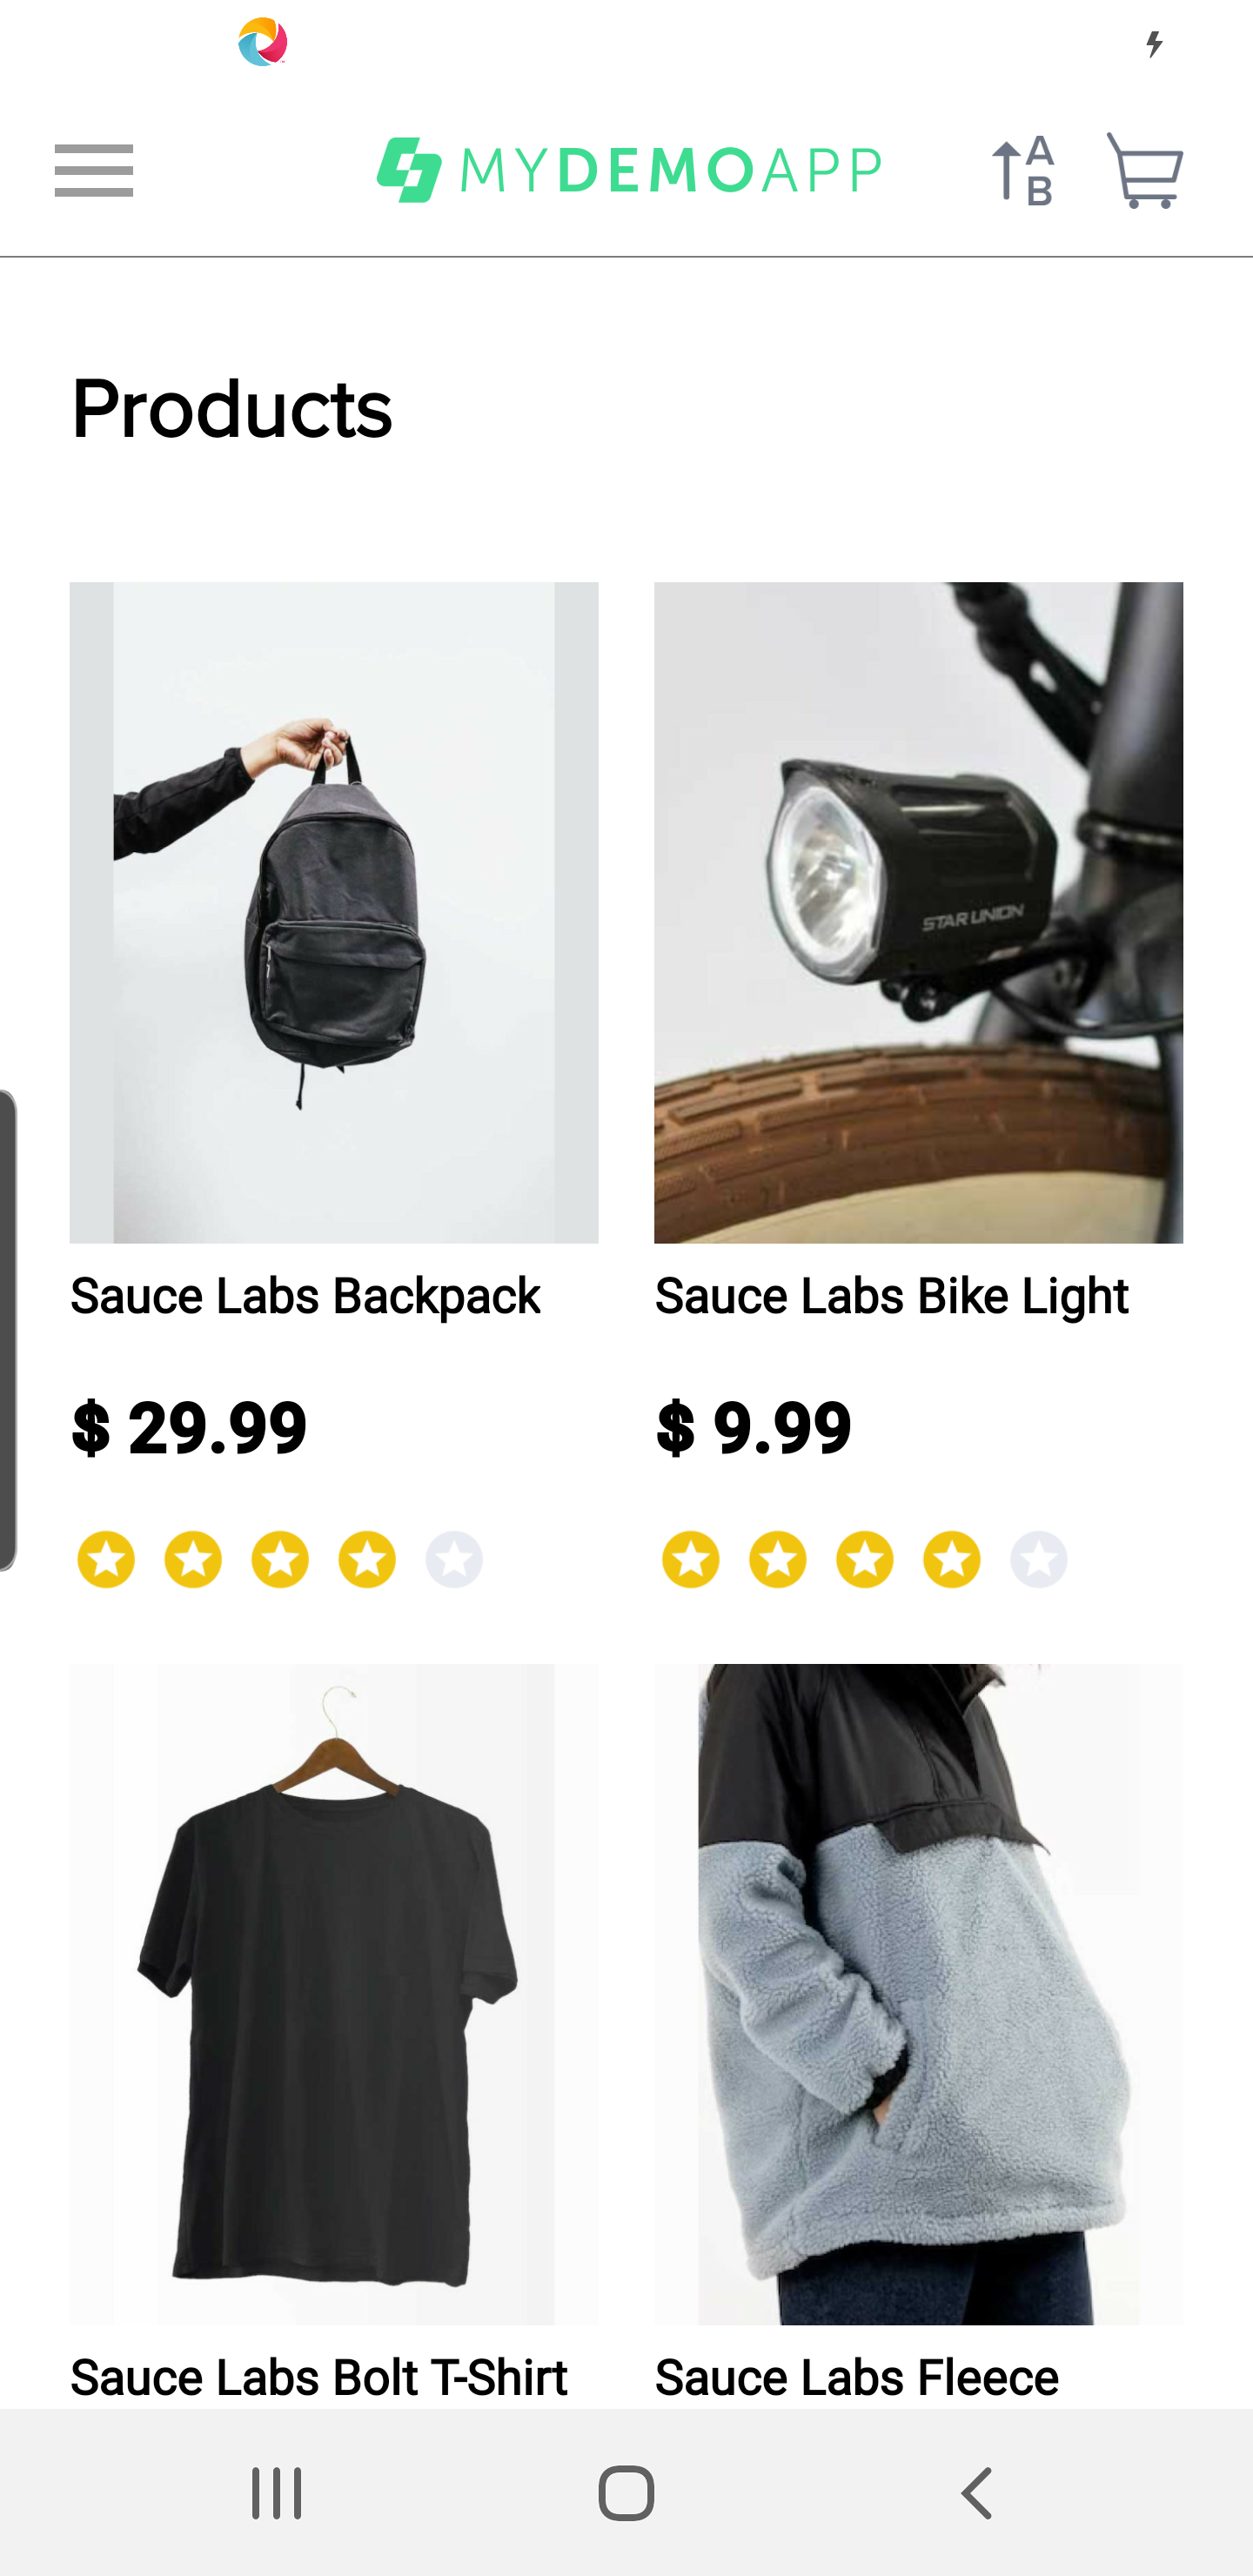 MYDEMOAPP
A
B
Products
STAR UNION
Sauce Labs Backpack
Sauce Labs Bike Light
$ 29.99
$ 9.99
Sauce Labs Bolt T-Shirt
Sauce Labs Fleece